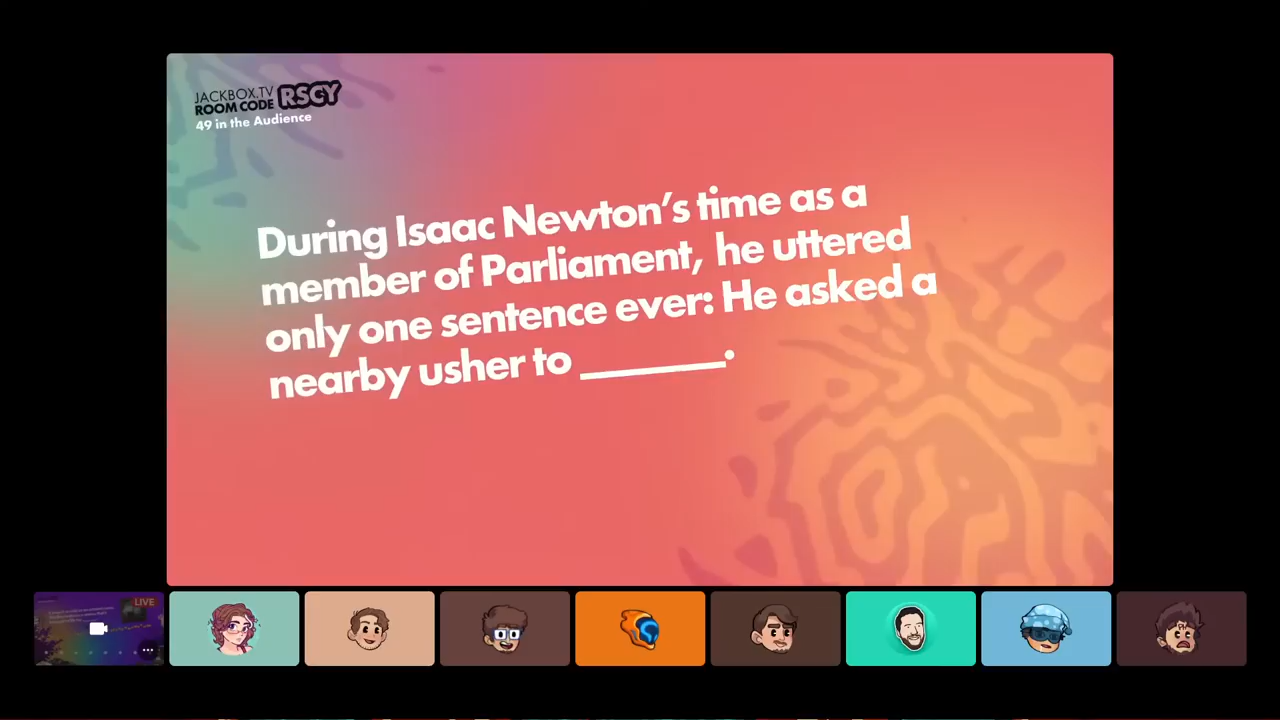 JACKBOX.TV
ROOM CODE RSCY
49 in the Audience
During Isaac Newton's time as a
member of Parliament, he uttered
only one sentence ever: He asked a
nearby usher to ________.
LIVE